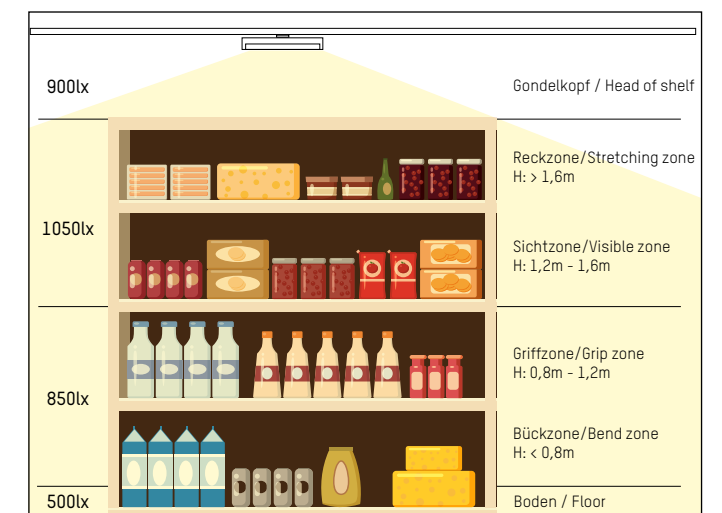 900lx
Gondelkopf / Head of shelf
Reckzone/Stretching zone
H: > 1,6m
1050lx
Sichtzone/Visible zone
H: 1,2m - 1,6m
Griffzone/Grip zone
H: 0,8m - 1,2m
850lx
Bückzone/Bend zone
H: < 0,8m
500lx
Boden / Floor